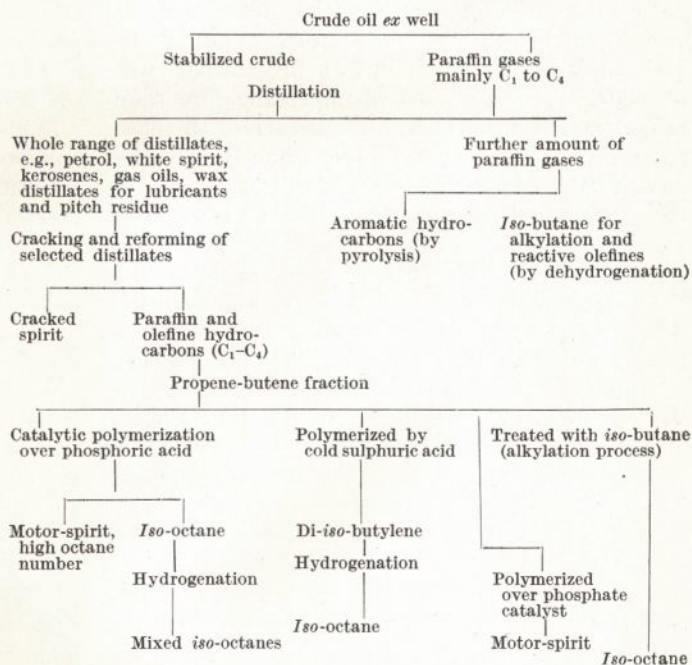 Crude oil ex well
Stabilized crude
Paraffin gases
mainly C₁ to C₄
Distillation
Whole range of distillates,
e.g., petrol, white spirit,
kerosenes, gas oils, wax
distillates for lubricants
and pitch residue
Further amount of
paraffin gases
Aromatic hydro-
carbons (by
pyrolysis)
Iso-butane for
alkylation and
reactive olefines
(by dehydrogenation)
Cracking and reforming of
selected distillates
Cracked
spirit
Paraffin and
olefine hydro-
carbons (C₁–C₄)
Propene-butene fraction
Catalytic polymerization
over phosphoric acid
Polymerized by
cold sulphuric acid
Treated with iso-butane
(alkylation process)
Motor-spirit,
high octane
number
Iso-octane
Hydrogenation
Mixed iso-octanes
Di-iso-butylene
Hydrogenation
Iso-octane
Polymerized
over phosphate
catalyst
Motor-spirit
Iso-octane